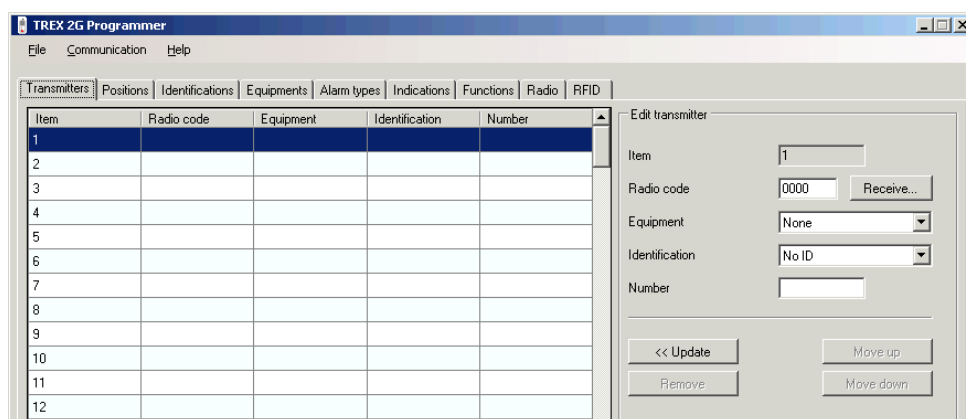 TREX 2G Programmer
File Communication Help
Transmitters Positions Identifications Equipments Alarm types Indications Functions Radio RFID
Item Radio code Equipment Identification Number
1
2
3
4
5
6
7
8
9
10
11
12
Edit transmitter
Item 1
Radio code 0000 Receive...
Equipment None
Identification No ID
Number
<< Update Move up
Remove Move down